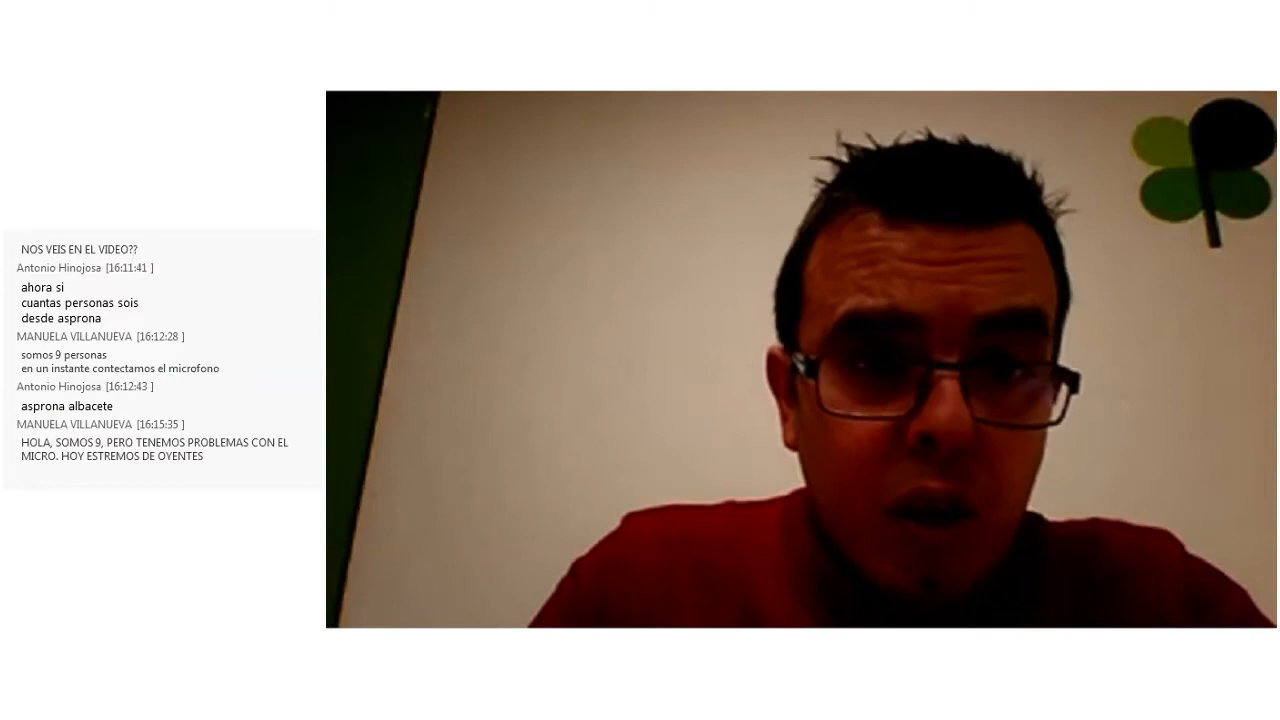 NOS VEIS EN EL VIDEO??
Antonio Hinojosa [16:11:41 ]
ahora si
cuantas personas sois
desde asprona
MANUELA VILLANUEVA [16:12:28 ]
somos 9 personas
en un instante contectamos el microfono
Antonio Hinojosa [16:12:43 ]
asprona albacete
MANUELA VILLANUEVA [16:15:35 ]
HOLA, SOMOS 9, PERO TENEMOS PROBLEMAS CON EL
MICRO. HOY ESTREMOS DE OYENTES